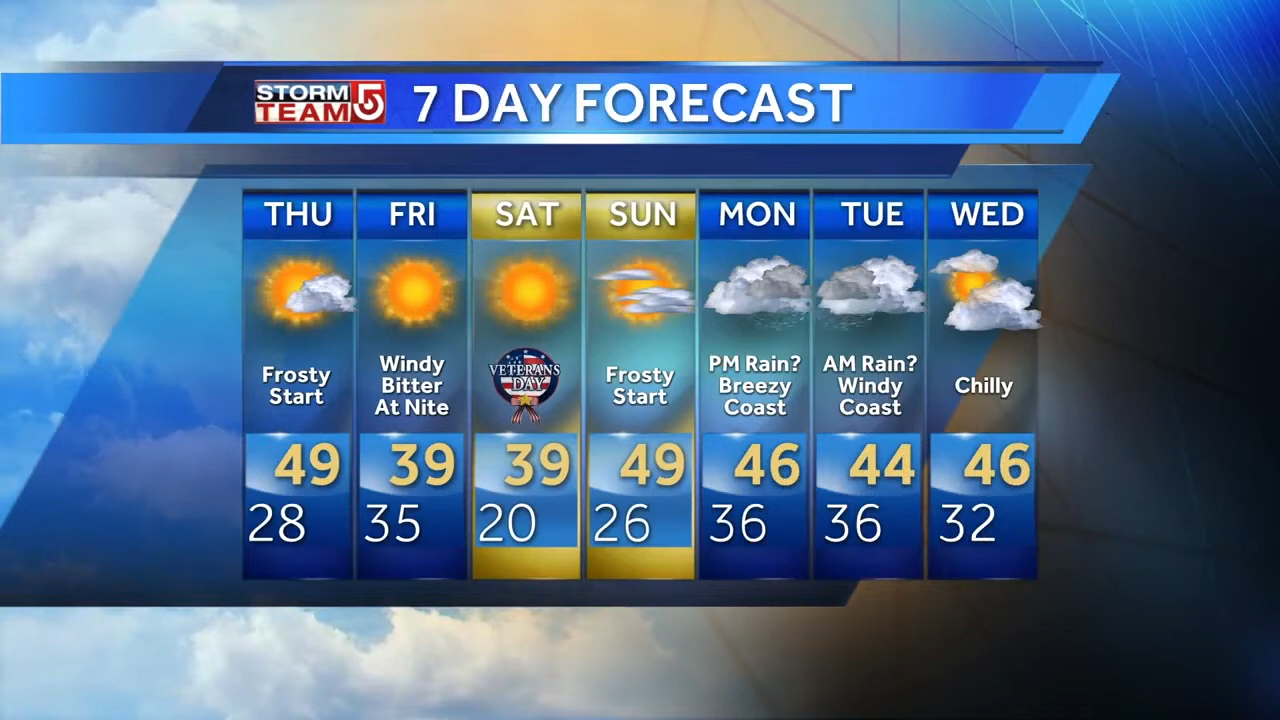 STORM
TEAM 5
7 DAY FORECAST
THU FRI SAT SUN MON TUE WED
Frosty
Start
Windy
Bitter
At Nite
VETERANS
DAY
Frosty
Start
PM Rain?
Breezy
Coast
AM Rain?
Windy
Coast
Chilly
49 39 39 49 46 44 46
28 35 20 26 36 36 32